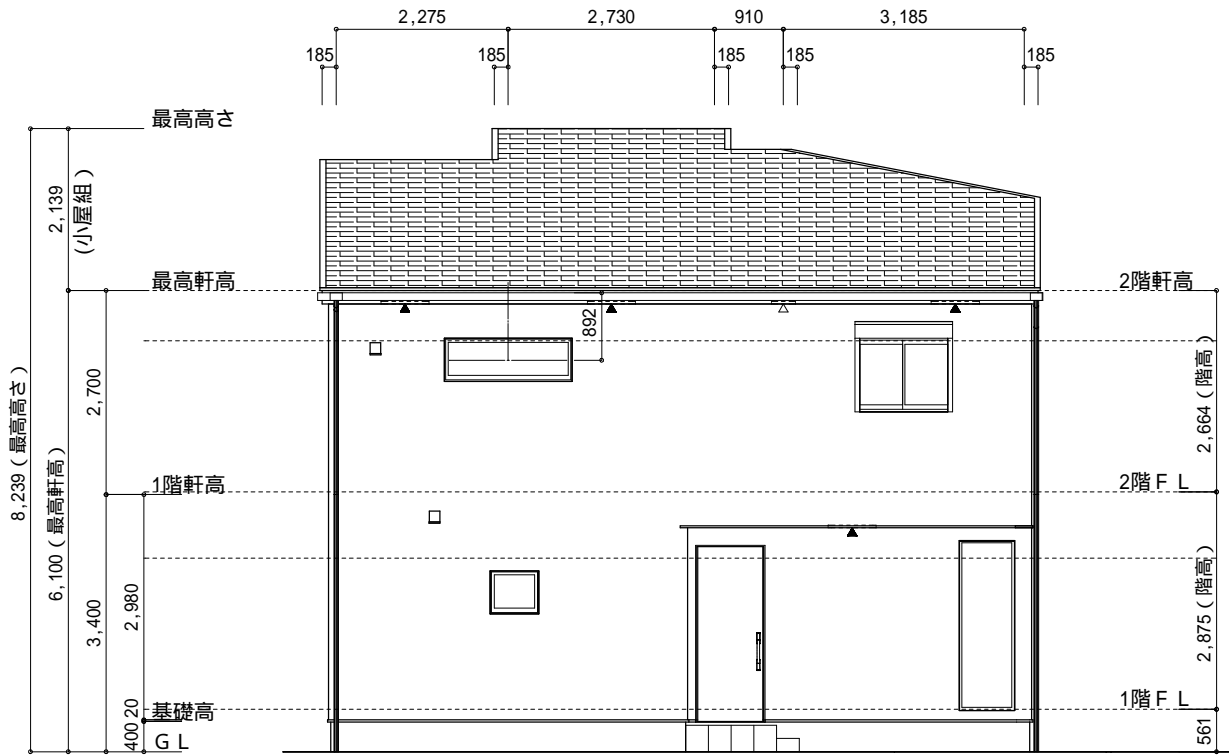 2,275
2,730
910
3,185
185
185
185
185
185
最高高さ
2,139
(小屋組)
最高軒高
2階軒高
892
2,700
2,664(階高)
8,239(最高高さ)
6,100(最高軒高)
1階軒高
2階FL
3,400
2,980
2,875(階高)
1階FL
20
基礎高
400
GL
561